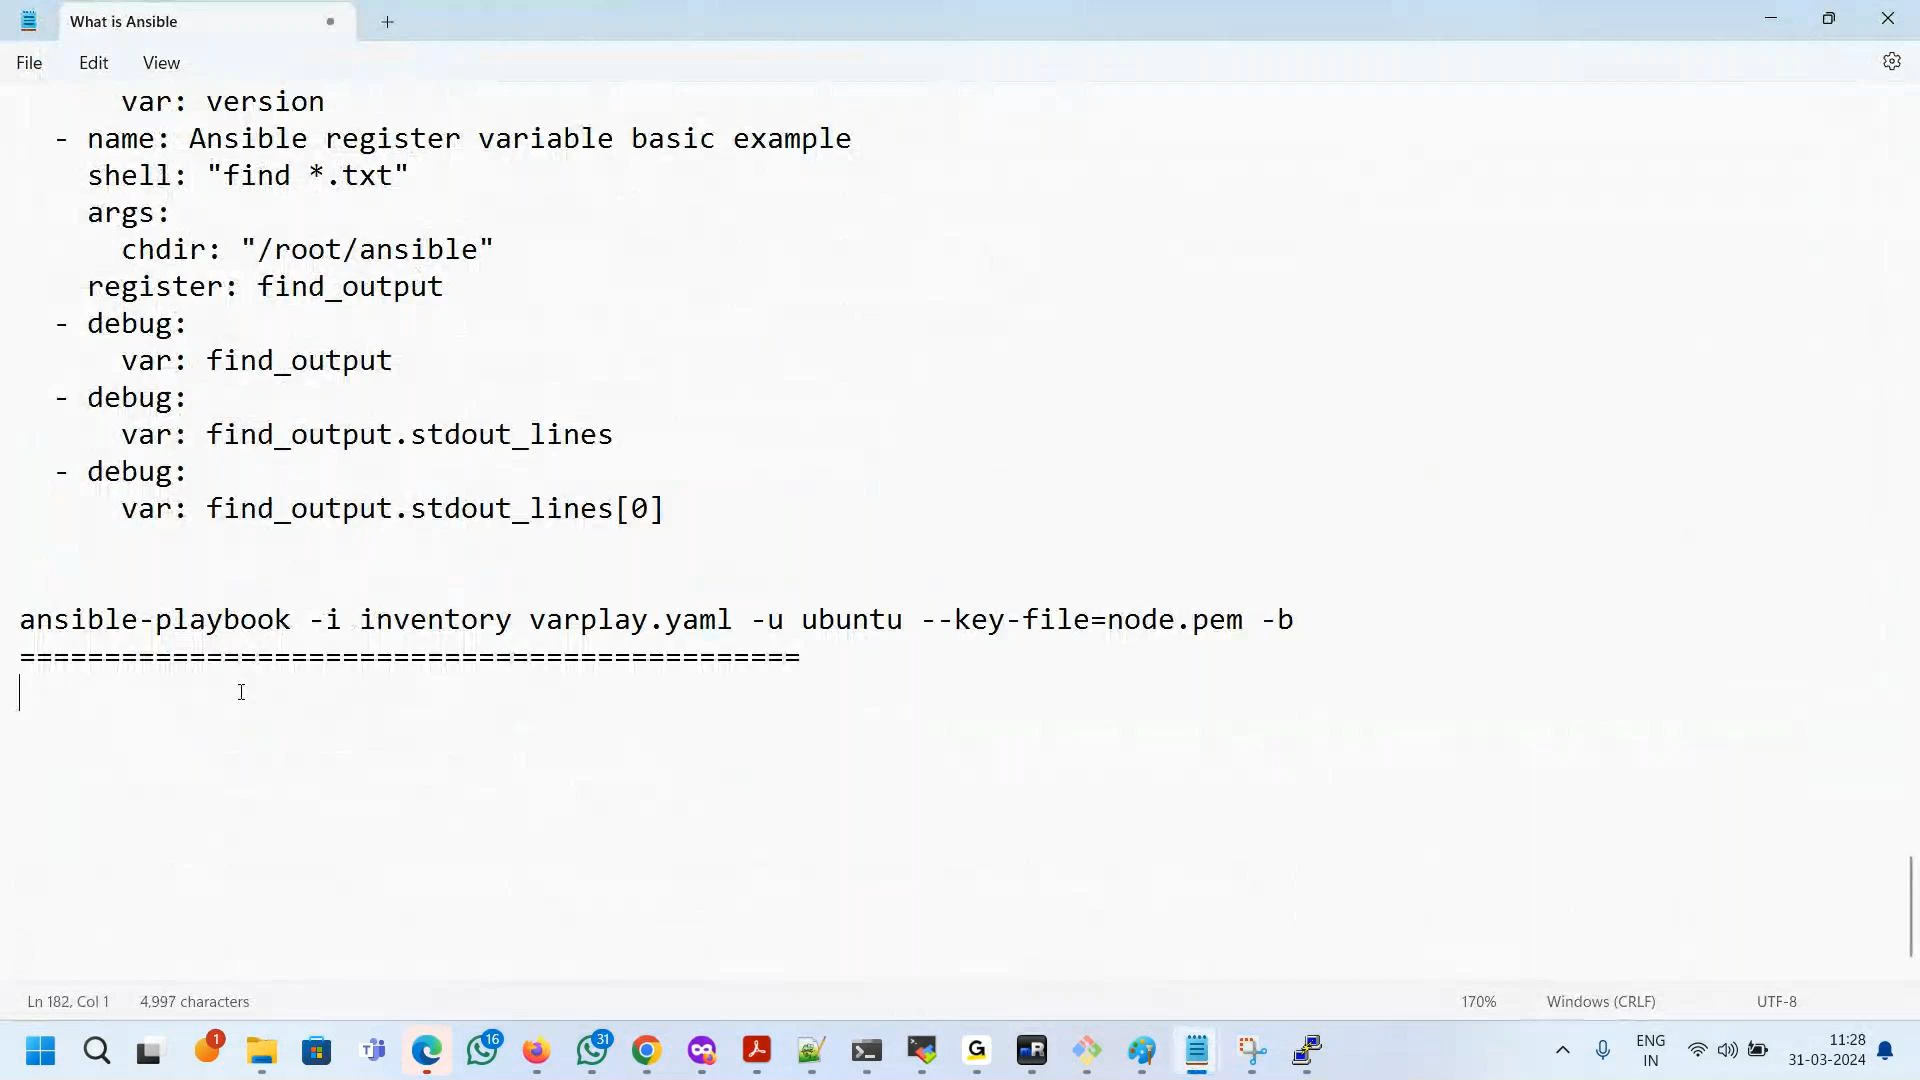 What is Ansible
File Edit View
var: version
- name: Ansible register variable basic example
shell: "find *.txt"
args:
chdir: "/root/ansible"
register: find_output
- debug:
var: find_output
- debug:
var: find_output.stdout_lines
- debug:
var: find_output.stdout_lines[0]
ansible-playbook -i inventory varplay.yaml -u ubuntu --key-file=node.pem -b
==============================================
Ln 182, Col 1 4,997 characters 170% Windows (CRLF) UTF-8
1 16 31 ENG 11:28
IN 31-03-2024